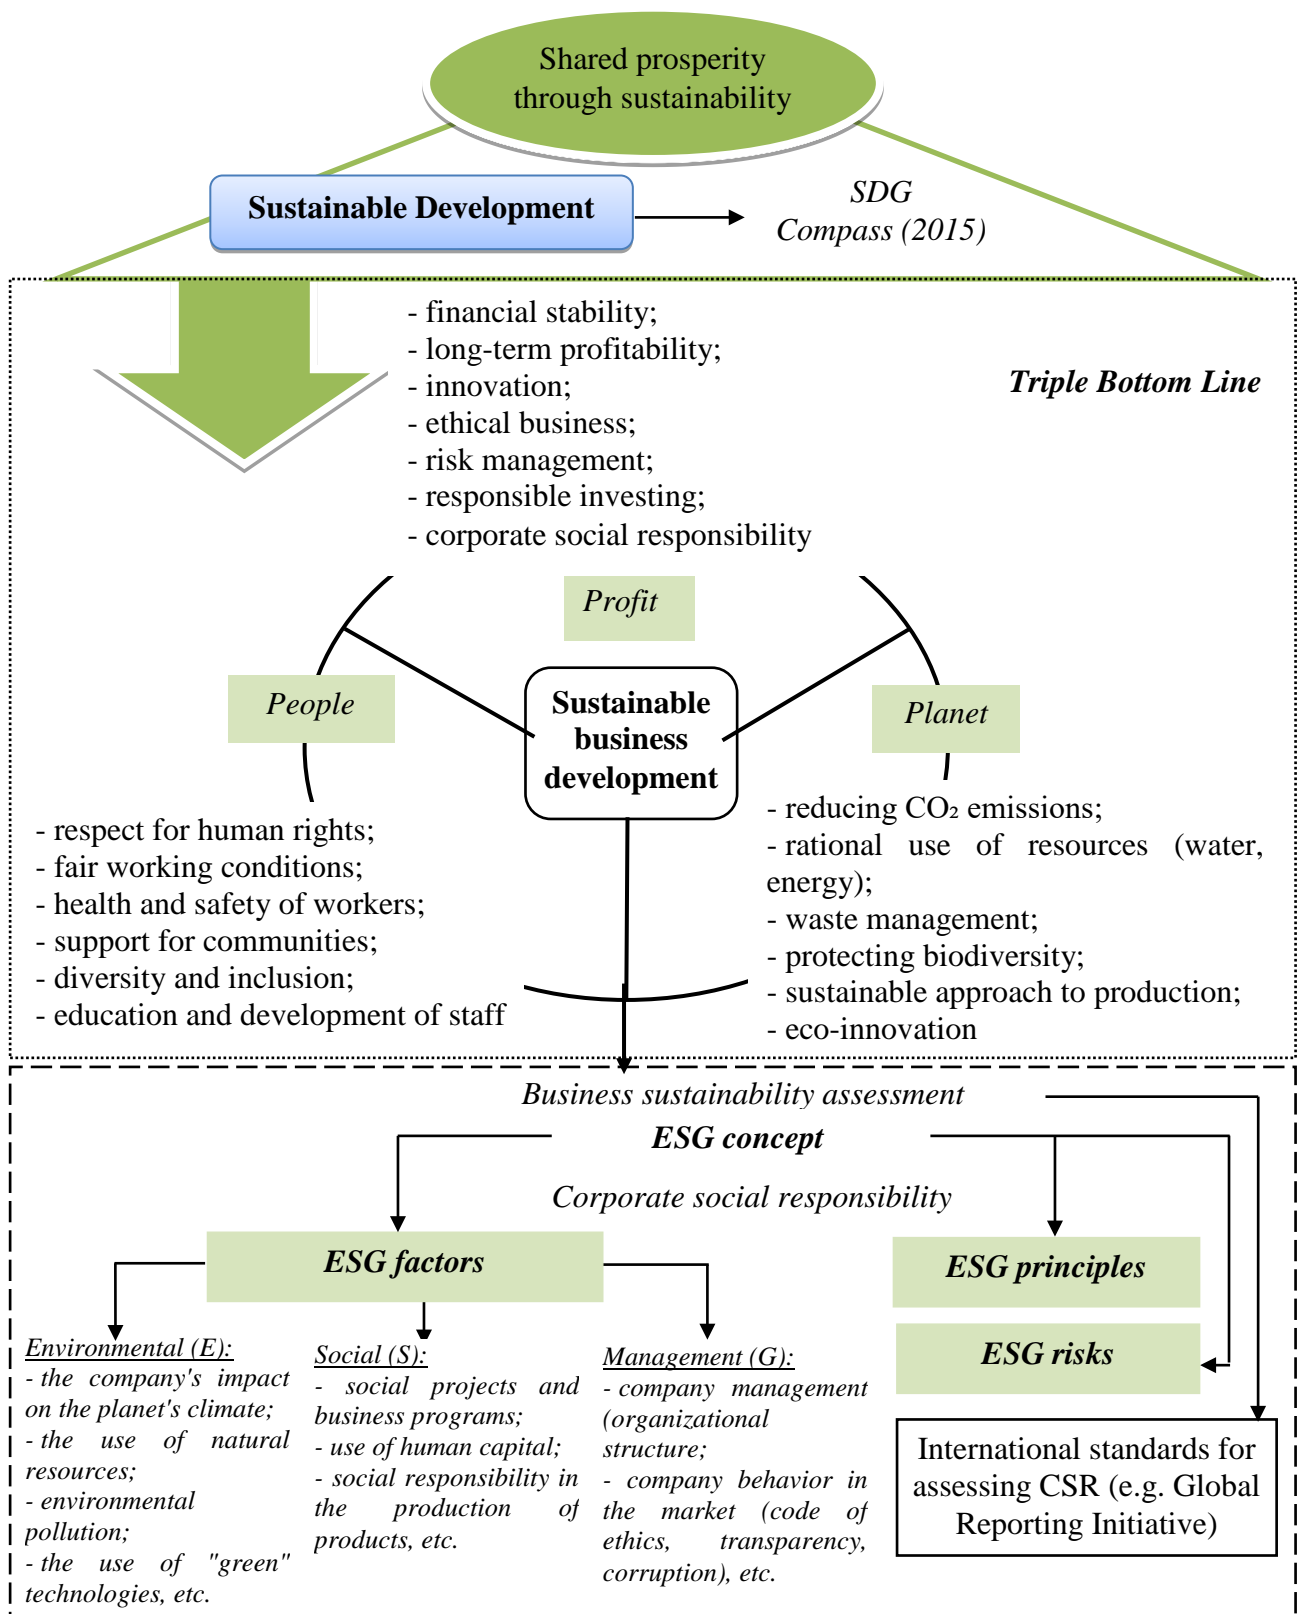 Shared prosperity
through sustainability
Sustainable Development
SDG
Compass (2015)
- financial stability;
- long-term profitability;
- innovation;
- ethical business;
- risk management;
- responsible investing;
- corporate social responsibility
Triple Bottom Line
Profit
People
Sustainable
business
development
Planet
- respect for human rights;
- fair working conditions;
- health and safety of workers;
- support for communities;
- diversity and inclusion;
- education and development of staff
- reducing CO₂ emissions;
- rational use of resources (water,
energy);
- waste management;
- protecting biodiversity;
- sustainable approach to production;
- eco-innovation
Business sustainability assessment
ESG concept
Corporate social responsibility
ESG factors
ESG principles
ESG risks
Environmental (E):
- the company's impact
on the planet's climate;
- the use of natural
resources;
- environmental
pollution;
- the use of "green"
technologies, etc.
Social (S):
- social projects and
business programs;
- use of human capital;
- social responsibility in
the production of
products, etc.
Management (G):
- company management
(organizational
structure;
- company behavior in
the market (code of
ethics, transparency,
corruption), etc.
International standards for
assessing CSR (e.g. Global
Reporting Initiative)